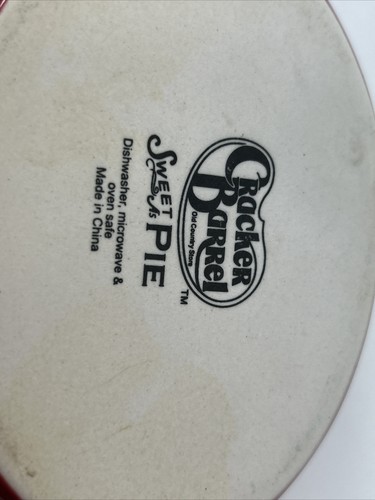 Cracker
Barrel
Old Country Store
TM
Sweet
As PIE
Dishwasher, microwave &
oven safe
Made in China